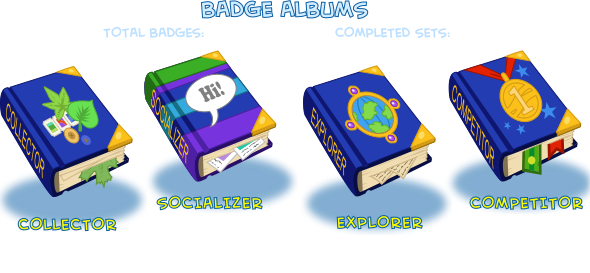 BADGE ALBUMS
TOTAL BADGES: COMPLETED SETS:
COLLECTOR
SOCIALIZER
Hi!
EXPLORER
COMPETITOR
1
COLLECTOR
SOCIALIZER
EXPLORER
COMPETITOR